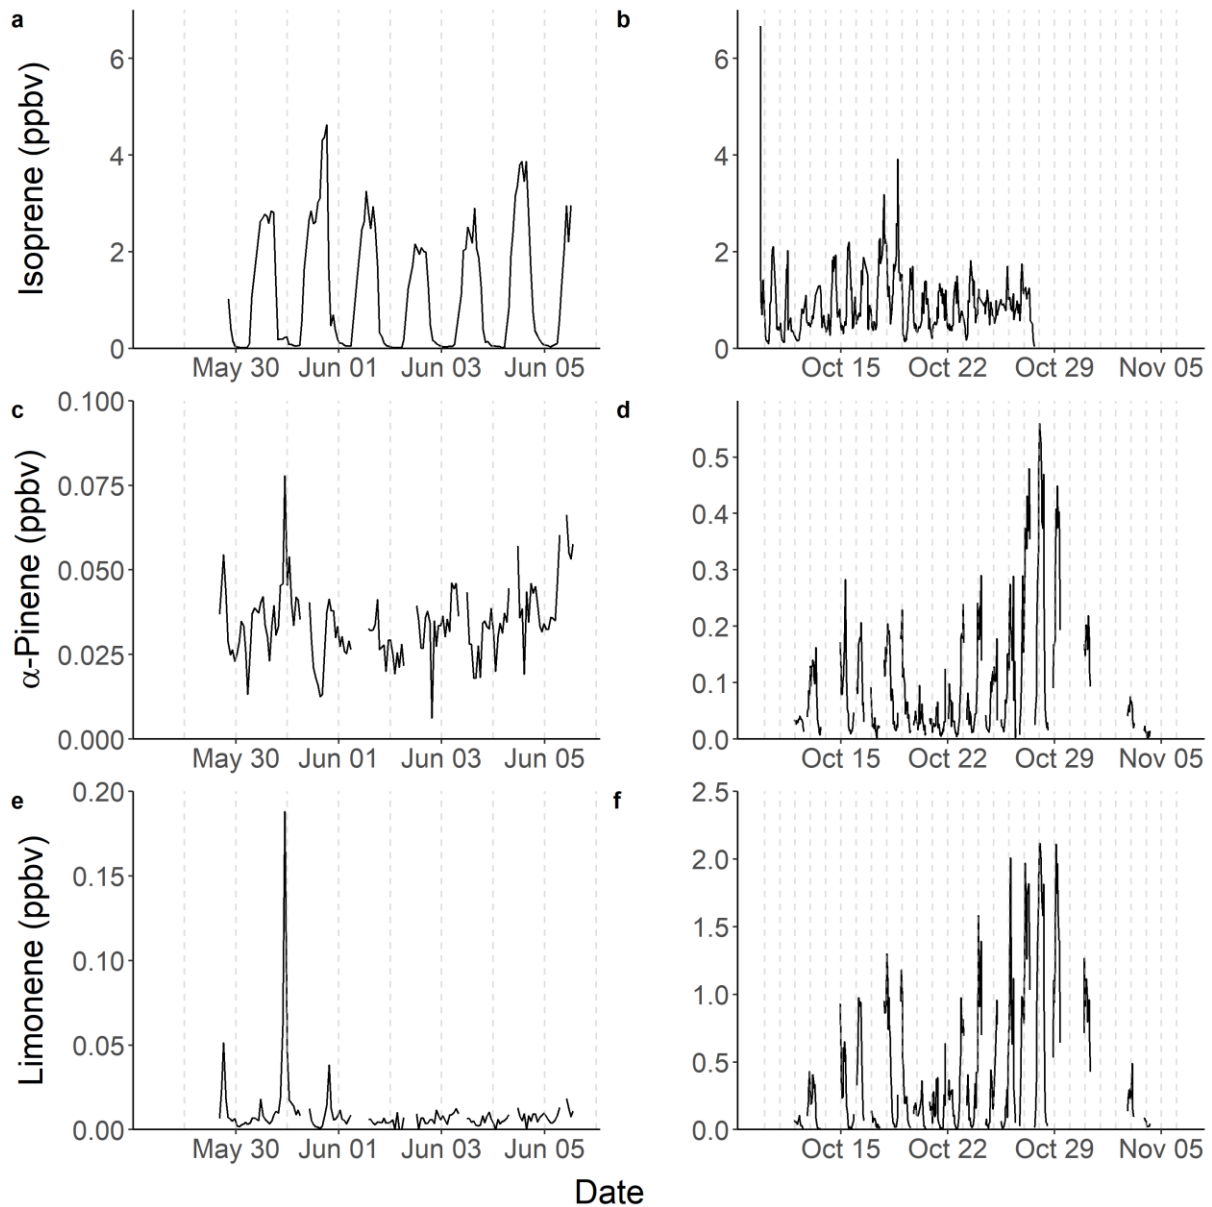 a
b
Isoprene (ppbv)
6
4
2
0
May 30 Jun 01 Jun 03 Jun 05
6
4
2
0
Oct 15 Oct 22 Oct 29 Nov 05
c
d
α-Pinene (ppbv)
0.100
0.075
0.050
0.025
0.000
May 30 Jun 01 Jun 03 Jun 05
0.5
0.4
0.3
0.2
0.1
0.0
Oct 15 Oct 22 Oct 29 Nov 05
e
f
Limonene (ppbv)
0.20
0.15
0.10
0.05
0.00
May 30 Jun 01 Jun 03 Jun 05
2.5
2.0
1.5
1.0
0.5
0.0
Oct 15 Oct 22 Oct 29 Nov 05
Date